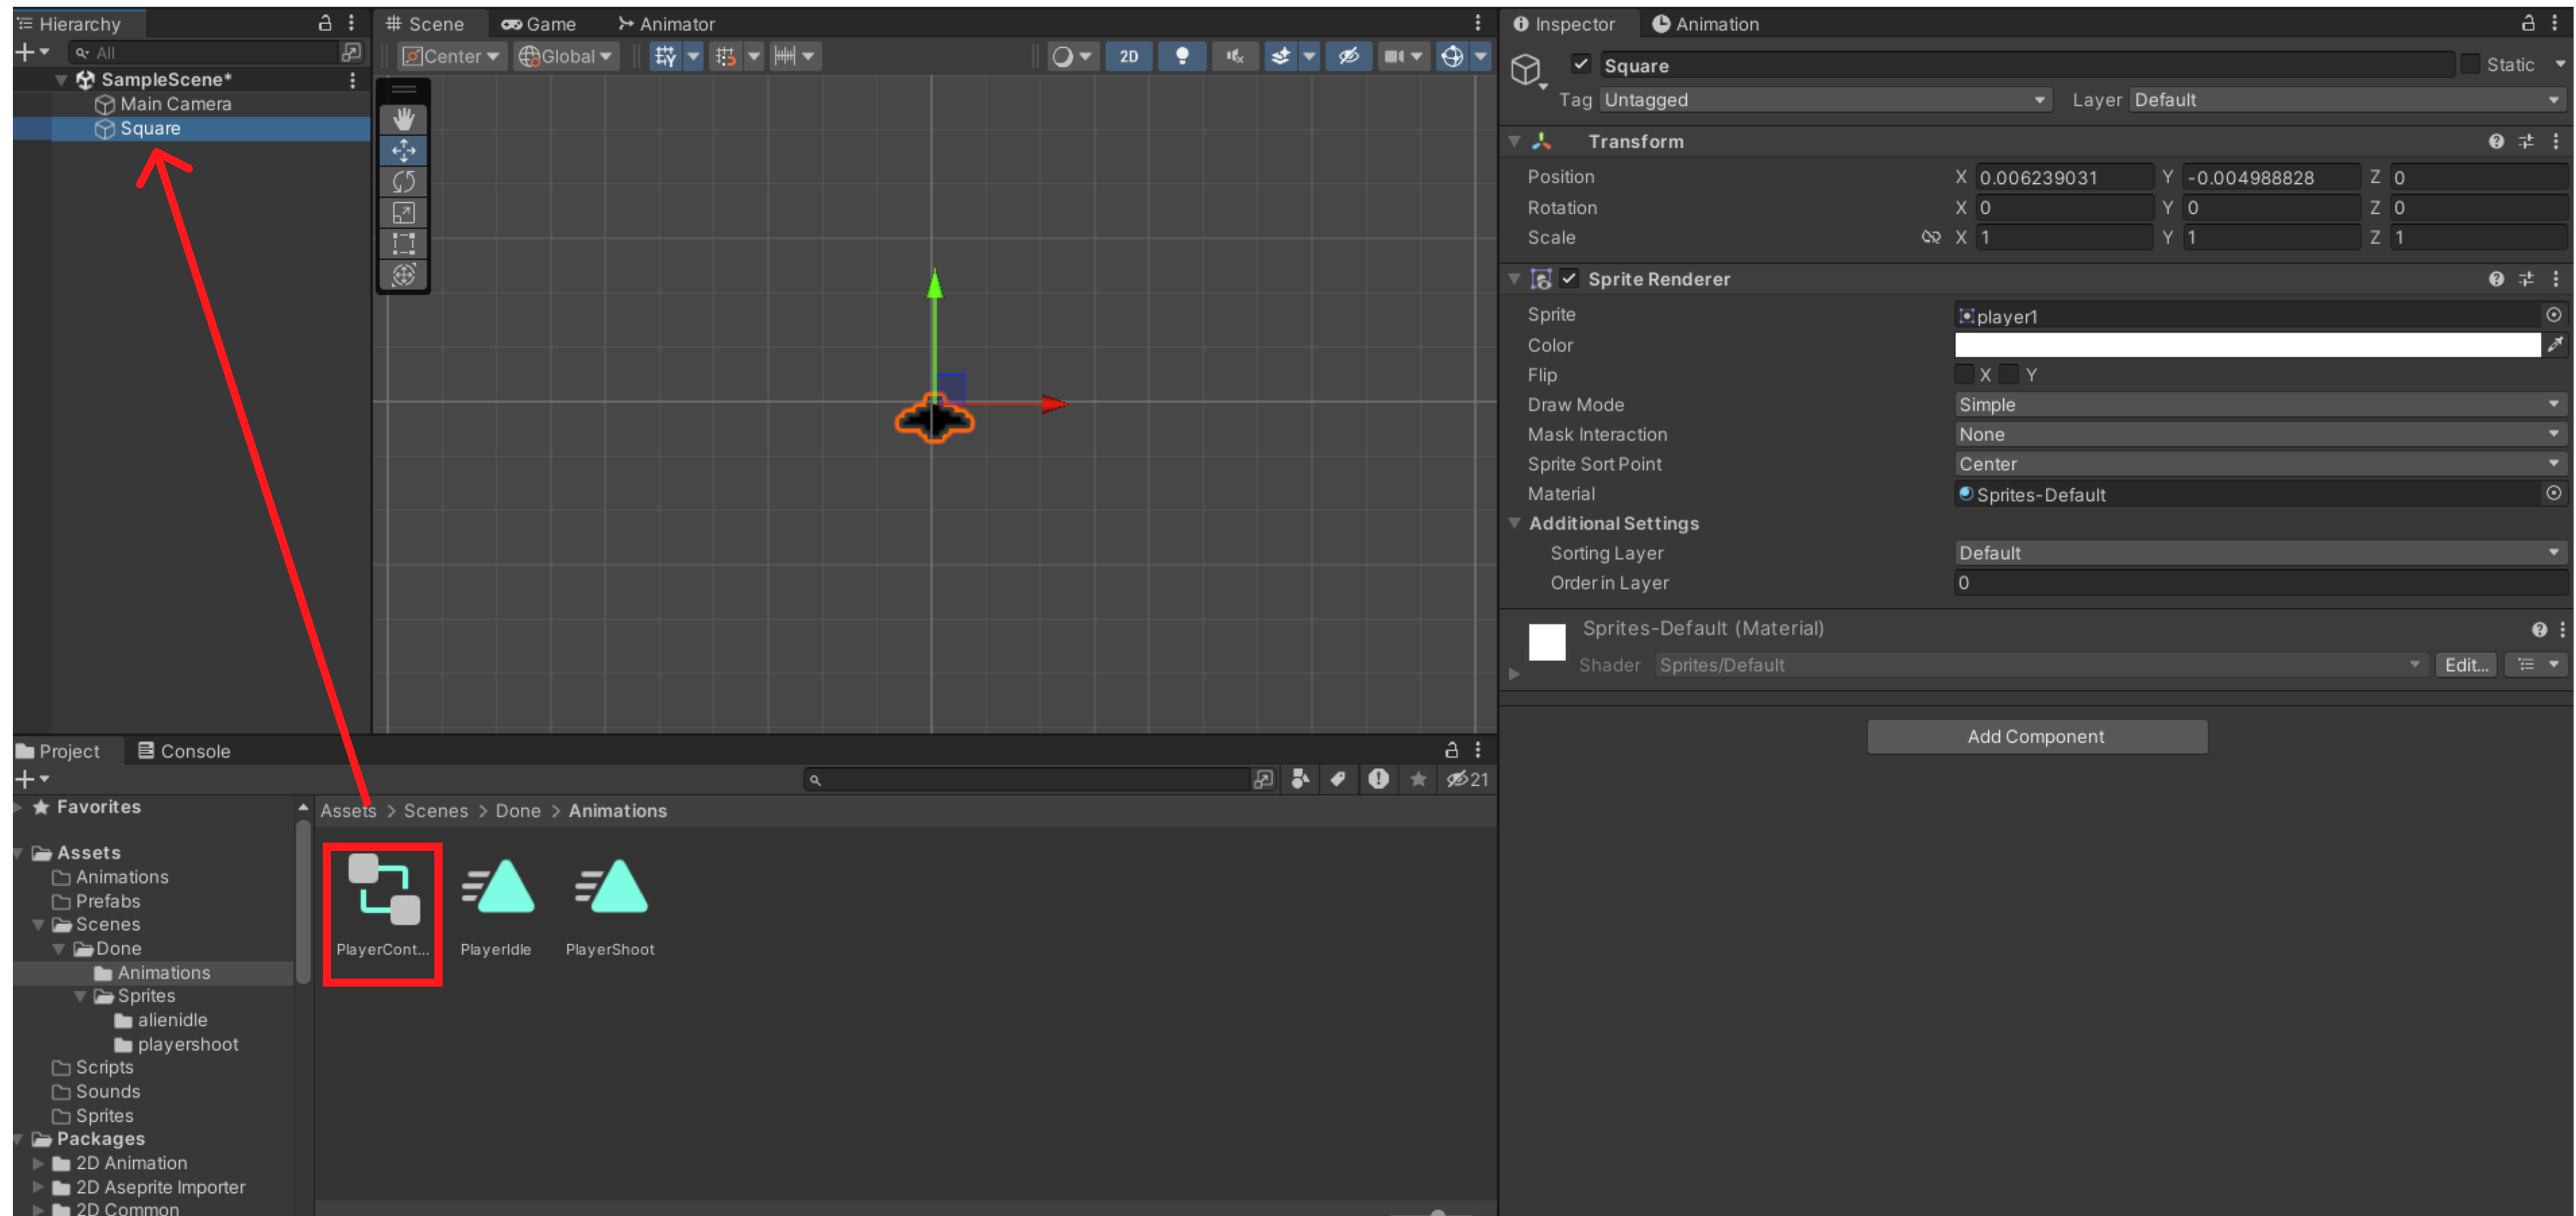 Hierarchy
All
SampleScene*
Main Camera
Square
Scene Game Animator
Center Global 2D
Inspector Animation
Square Static
Tag Untagged Layer Default
Transform
Position X 0.006239031 Y -0.004988828 Z 0
Rotation X 0 Y 0 Z 0
Scale X 1 Y 1 Z 1
Sprite Renderer
Sprite player1
Color
Flip X Y
Draw Mode Simple
Mask Interaction None
Sprite Sort Point Center
Material Sprites-Default
Additional Settings
Sorting Layer Default
Order in Layer 0
Sprites-Default (Material)
Shader Sprites/Default Edit...
Add Component
Project Console
21
Favorites
Assets
Animations
Prefabs
Scenes
Done
Animations
Sprites
alienidle
playershoot
Scripts
Sounds
Sprites
Packages
2D Animation
2D Aseprite Importer
2D Common
Assets > Scenes > Done > Animations
PlayerCont... PlayerIdle PlayerShoot